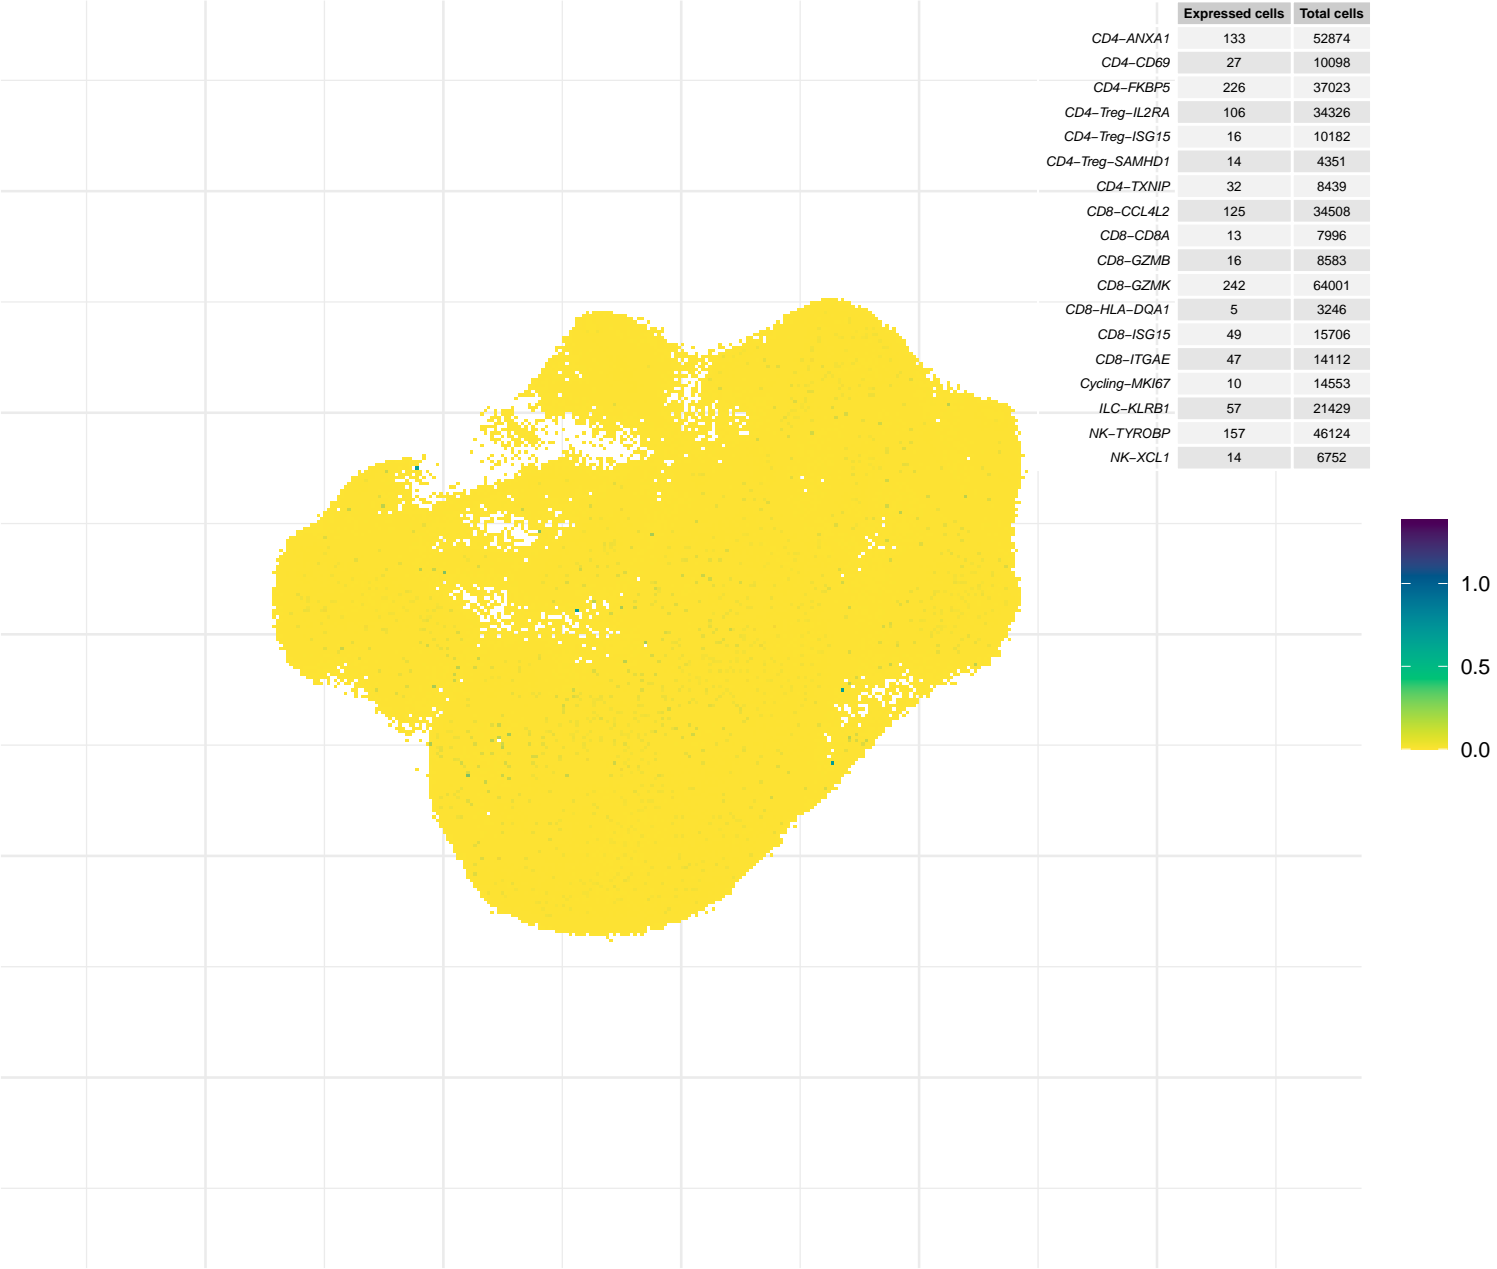 Expressed cells Total cells
CD4−ANXA1 133 52874
CD4−CD69 27 10098
CD4−FKBP5 226 37023
CD4−Treg−IL2RA 106 34326
CD4−Treg−ISG15 16 10182
CD4−Treg−SAMHD1 14 4351
CD4−TXNIP 32 8439
CD8−CCL4L2 125 34508
CD8−CD8A 13 7996
CD8−GZMB 16 8583
CD8−GZMK 242 64001
CD8−HLA−DQA1 5 3246
CD8−ISG15 49 15706
CD8−ITGAE 47 14112
Cycling−MKI67 10 14553
ILC−KLRB1 57 21429
NK−TYROBP 157 46124
NK−XCL1 14 6752
1.0
0.5
0.0